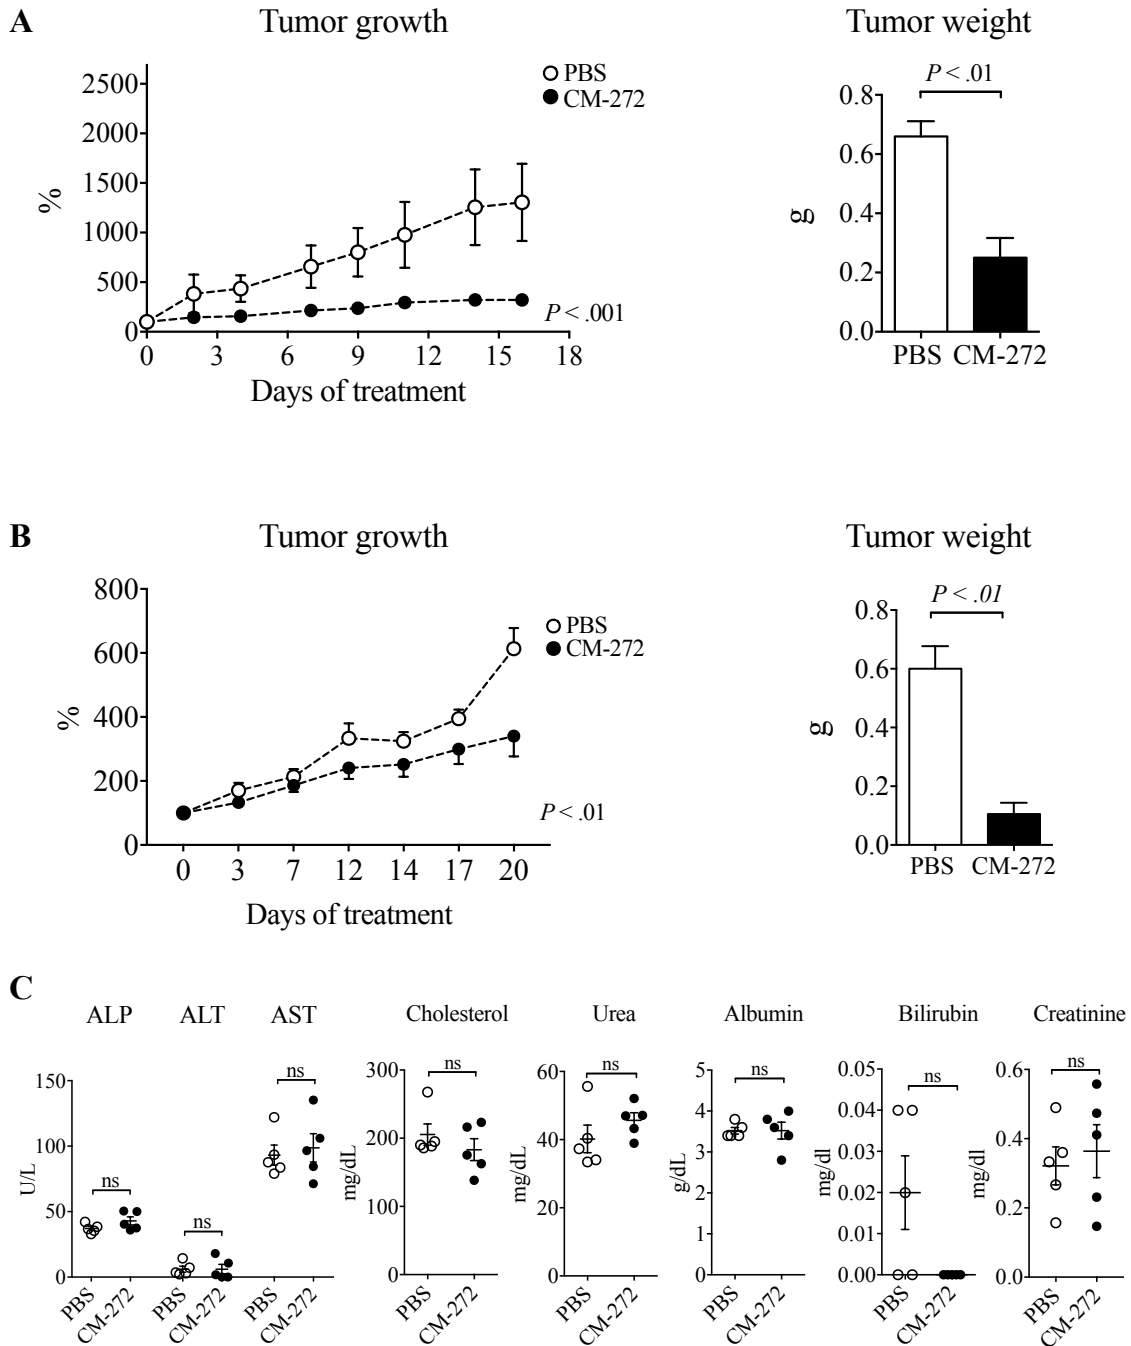 A
Tumor growth
Tumor weight
2500
2000
1500
1000
500
0
%
PBS
CM-272
P < .001
0 3 6 9 12 15 18
Days of treatment
P < .01
0.8
0.6
0.4
0.2
0.0
g
PBS CM-272
B
Tumor growth
Tumor weight
800
600
400
200
0
%
PBS
CM-272
P < .01
0 3 7 12 14 17 20
Days of treatment
P < .01
0.8
0.6
0.4
0.2
0.0
g
PBS CM-272
C
ALP ALT AST Cholesterol Urea Albumin Bilirubin Creatinine
150
100
50
0
U/L
ns
ns
ns
PBS CM-272 PBS CM-272 PBS CM-272
300
200
100
0
mg/dL
ns
PBS CM-272
60
40
20
0
mg/dL
ns
PBS CM-272
5
4
3
2
1
0
g/dL
ns
PBS CM-272
0.05
0.04
0.03
0.02
0.01
0.00
mg/dl
ns
PBS CM-272
0.6
0.4
0.2
0.0
mg/dl
ns
PBS CM-272